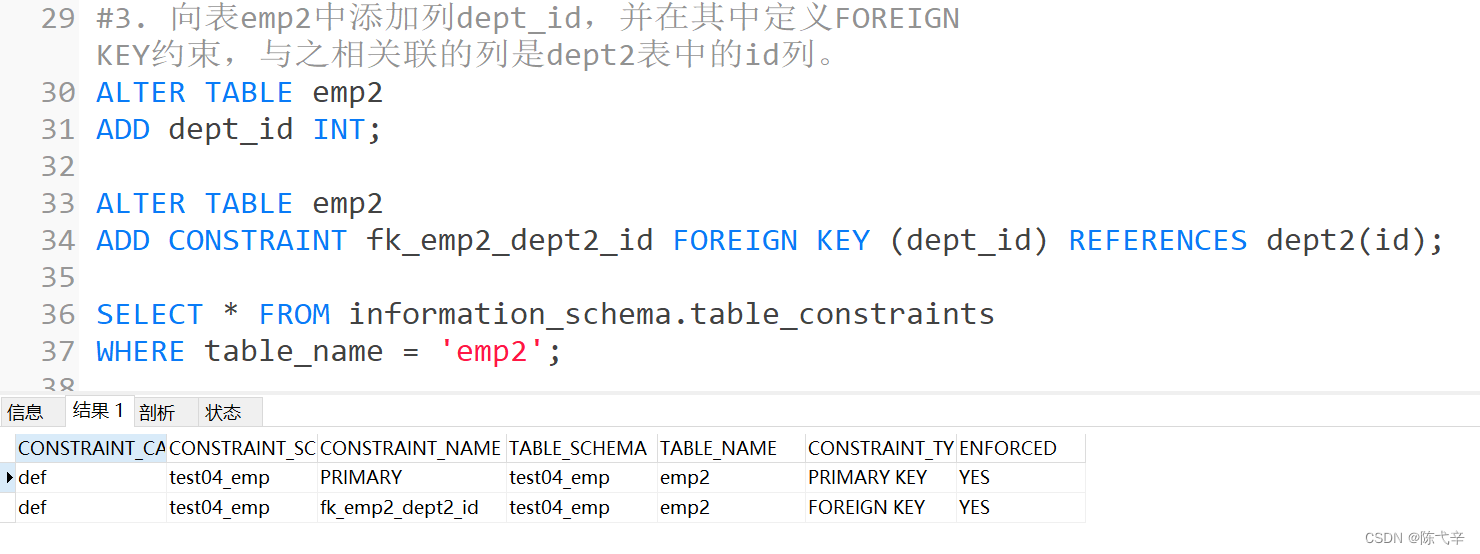 29 #3. 向表emp2中添加列dept_id，并在其中定义FOREIGN
KEY约束，与之相关联的列是dept2表中的id列。
30 ALTER TABLE emp2
31 ADD dept_id INT;
32
33 ALTER TABLE emp2
34 ADD CONSTRAINT fk_emp2_dept2_id FOREIGN KEY (dept_id) REFERENCES dept2(id);
35
36 SELECT * FROM information_schema.table_constraints
37 WHERE table_name = 'emp2';
38
信息 结果 1 剖析 状态
CONSTRAINT_CA CONSTRAINT_SC CONSTRAINT_NAME TABLE_SCHEMA TABLE_NAME CONSTRAINT_TY ENFORCED
def test04_emp PRIMARY test04_emp emp2 PRIMARY KEY YES
def test04_emp fk_emp2_dept2_id test04_emp emp2 FOREIGN KEY YES
CSDN @陈弋辛